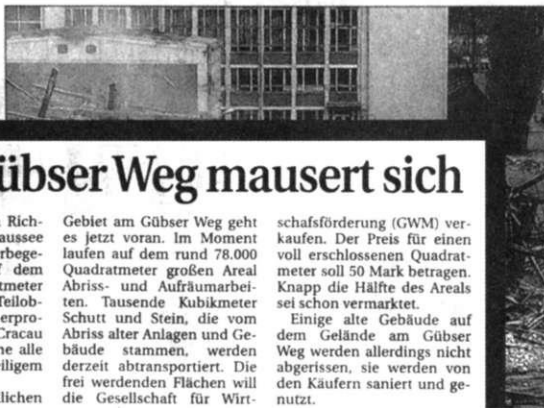 übser Weg mausert sich
Rich-
aussee
rbege-
dem
tmeter
Teilob-
erpro-
Cracau
ne alle
iligem
lichen
Gebiet am Gübser Weg geht
es jetzt voran. Im Moment
laufen auf dem rund 78.000
Quadratmeter großen Areal
Abriss- und Aufräumarbei-
ten. Tausende Kubikmeter
Schutt und Stein, die vom
Abriss alter Anlagen und Ge-
bäude stammen, werden
derzeit abtransportiert. Die
frei werdenden Flächen will
die Gesellschaft für Wirt-
schafsförderung (GWM) ver-
kaufen. Der Preis für einen
voll erschlossenen Quadrat-
meter soll 50 Mark betragen.
Knapp die Hälfte des Areals
sei schon vermarktet.
Einige alte Gebäude auf
dem Gelände am Gübser
Weg werden allerdings nicht
abgerissen, sie werden von
den Käufern saniert und ge-
nutzt.